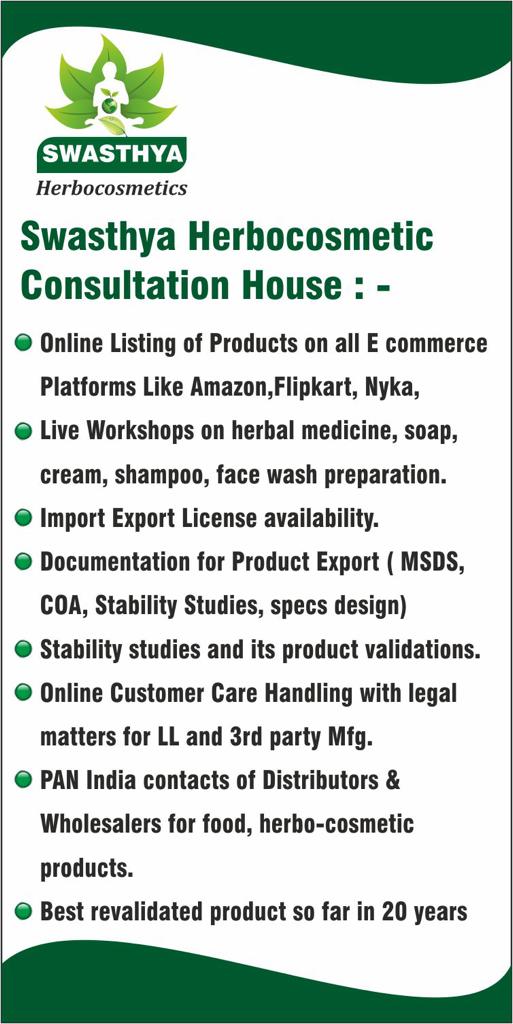 SWASTHYA
Herbocosmetics
Swasthya Herbocosmetic
Consultation House : -
Online Listing of Products on all E commerce
Platforms Like Amazon,Flipkart, Nyka,
Live Workshops on herbal medicine, soap,
cream, shampoo, face wash preparation.
Import Export License availability.
Documentation for Product Export ( MSDS,
COA, Stability Studies, specs design)
Stability studies and its product validations.
Online Customer Care Handling with legal
matters for LL and 3rd party Mfg.
PAN India contacts of Distributors &
Wholesalers for food, herbo-cosmetic
products.
Best revalidated product so far in 20 years